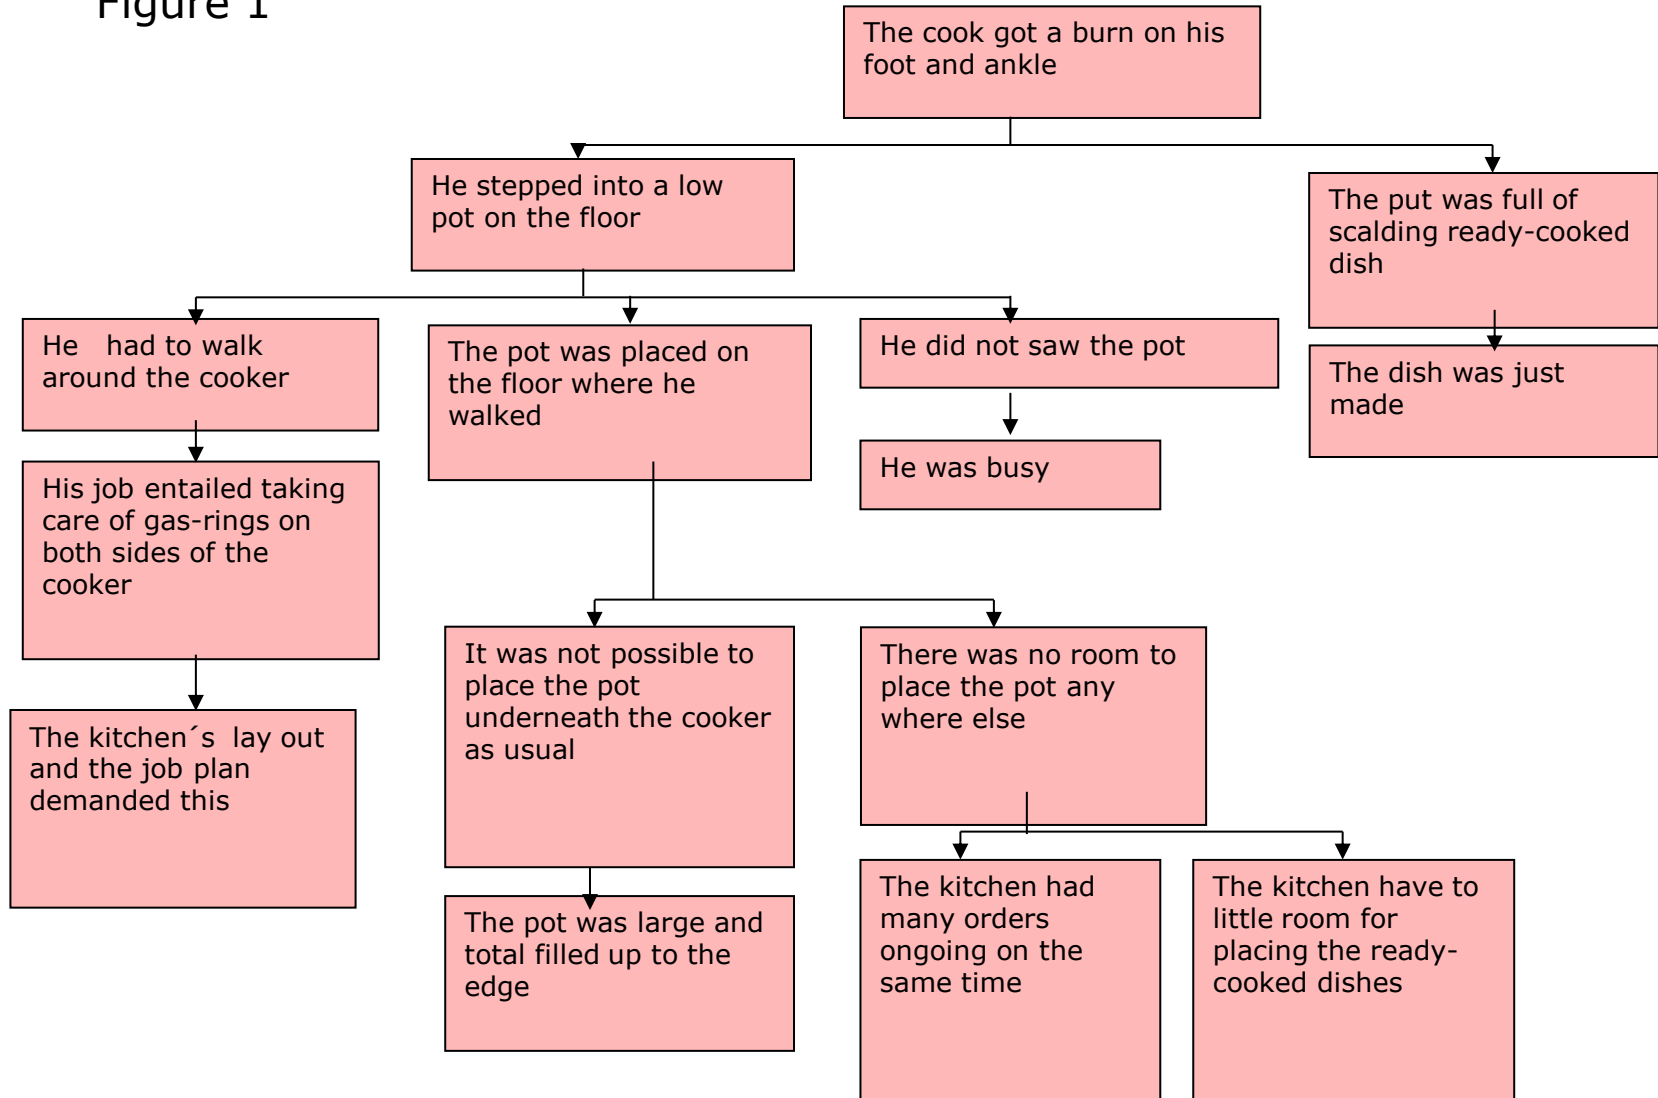 Figure 1
The cook got a burn on his
foot and ankle
He stepped into a low
pot on the floor
The put was full of
scalding ready-cooked
dish
He had to walk
around the cooker
The pot was placed on
the floor where he
walked
He did not saw the pot
The dish was just
made
He was busy
His job entailed taking
care of gas-rings on
both sides of the
cooker
It was not possible to
place the pot
underneath the cooker
as usual
There was no room to
place the pot any
where else
The kitchen´s lay out
and the job plan
demanded this
The pot was large and
total filled up to the
edge
The kitchen had
many orders
ongoing on the
same time
The kitchen have to
little room for
placing the ready-
cooked dishes